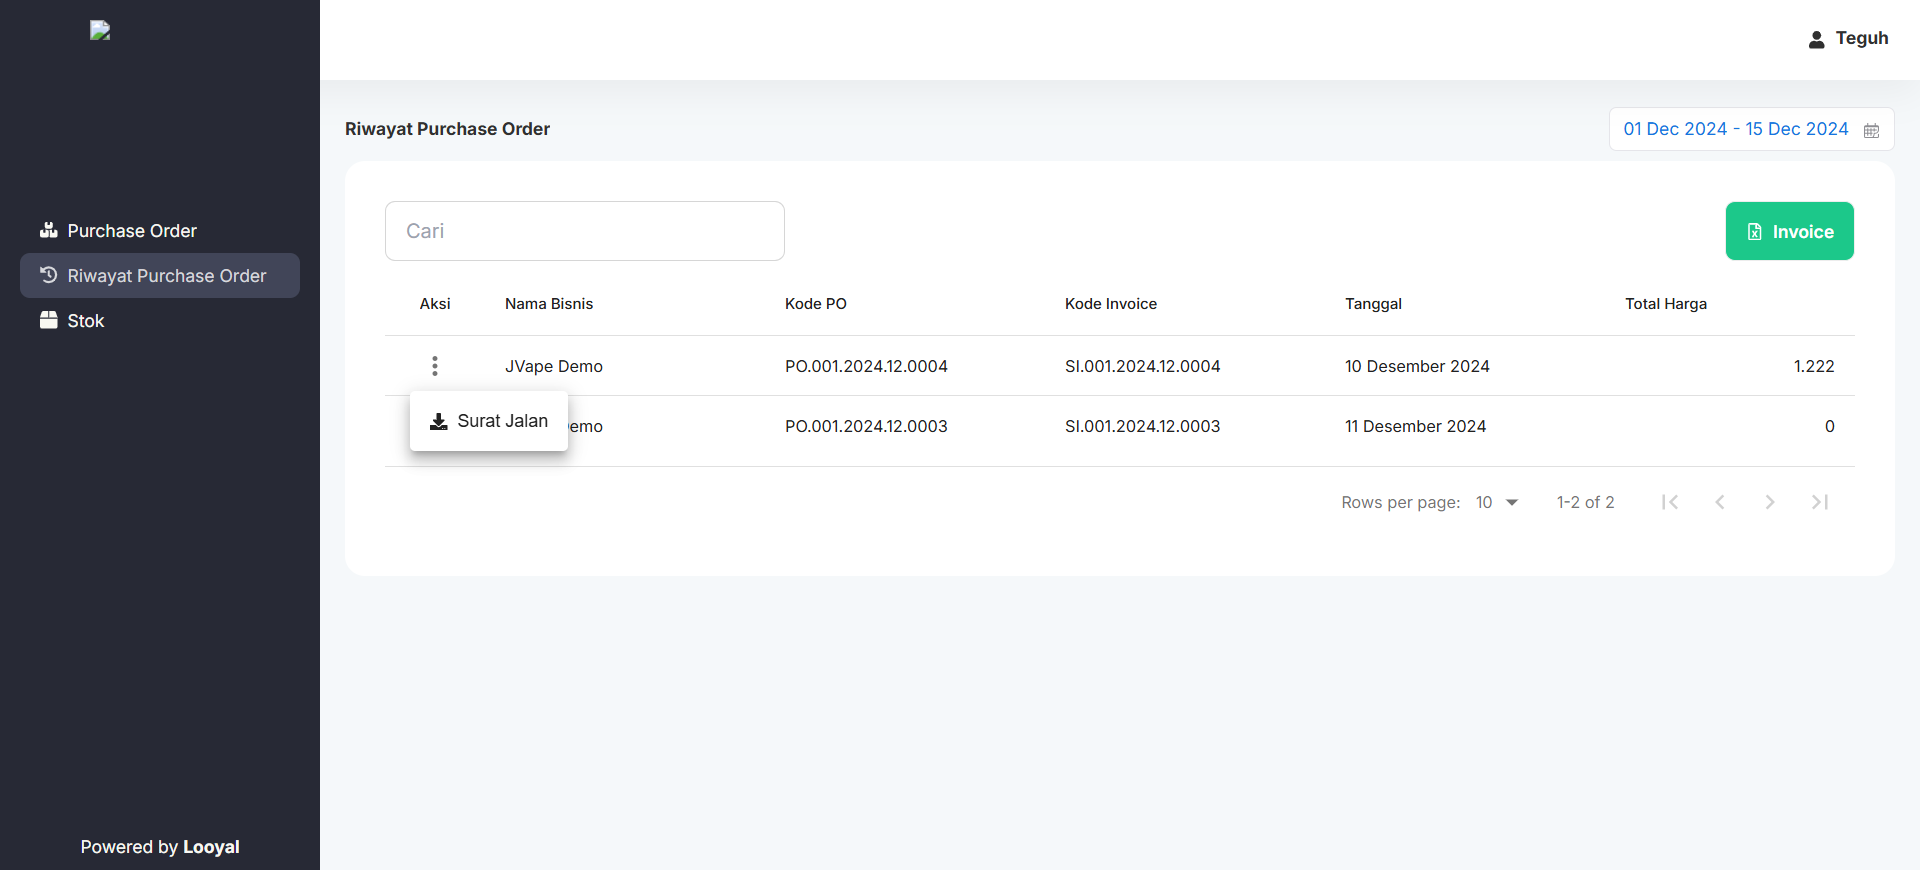 Teguh
Riwayat Purchase Order
01 Dec 2024 - 15 Dec 2024
Purchase Order
Riwayat Purchase Order
Stok
Cari
Invoice
Aksi Nama Bisnis Kode PO Kode Invoice Tanggal Total Harga
JVape Demo PO.001.2024.12.0004 SI.001.2024.12.0004 10 Desember 2024 1.222
Surat Jalan
emo PO.001.2024.12.0003 SI.001.2024.12.0003 11 Desember 2024 0
Rows per page: 10 1-2 of 2
Powered by Looyal